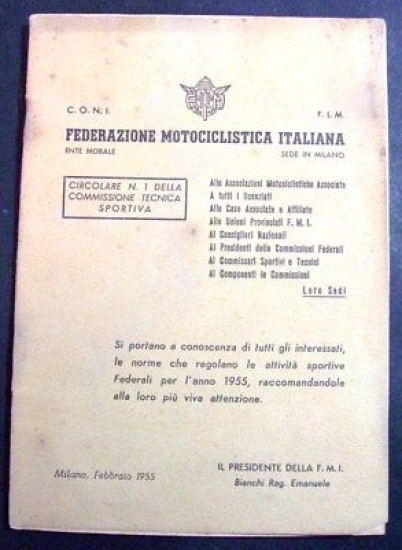 C. O. N. I.
F. I. M.
FEDERAZIONE MOTOCICLISTICA ITALIANA
ENTE MORALE
SEDE IN MILANO
CIRCOLARE N. 1 DELLA
COMMISSIONE TECNICA
SPORTIVA
Alle Associazioni Motociclistiche Associate
A tutti i licenziati
Alle Case Associate e Affiliate
Alle Unioni Provinciali F. M. I.
Ai Consiglieri Nazionali
Ai Presidenti delle Commissioni Federali
Ai Commissari Sportivi e Tecnici
Ai Componenti le Commissioni
Loro Sedi
Si portano a conoscenza di tutti gli interessati,
le norme che regolano le attività sportive
Federali per l'anno 1955, raccomandandole
alla loro più viva attenzione.
Milano, Febbraio 1955
IL PRESIDENTE DELLA F. M. I.
Bianchi Rag. Emanuele